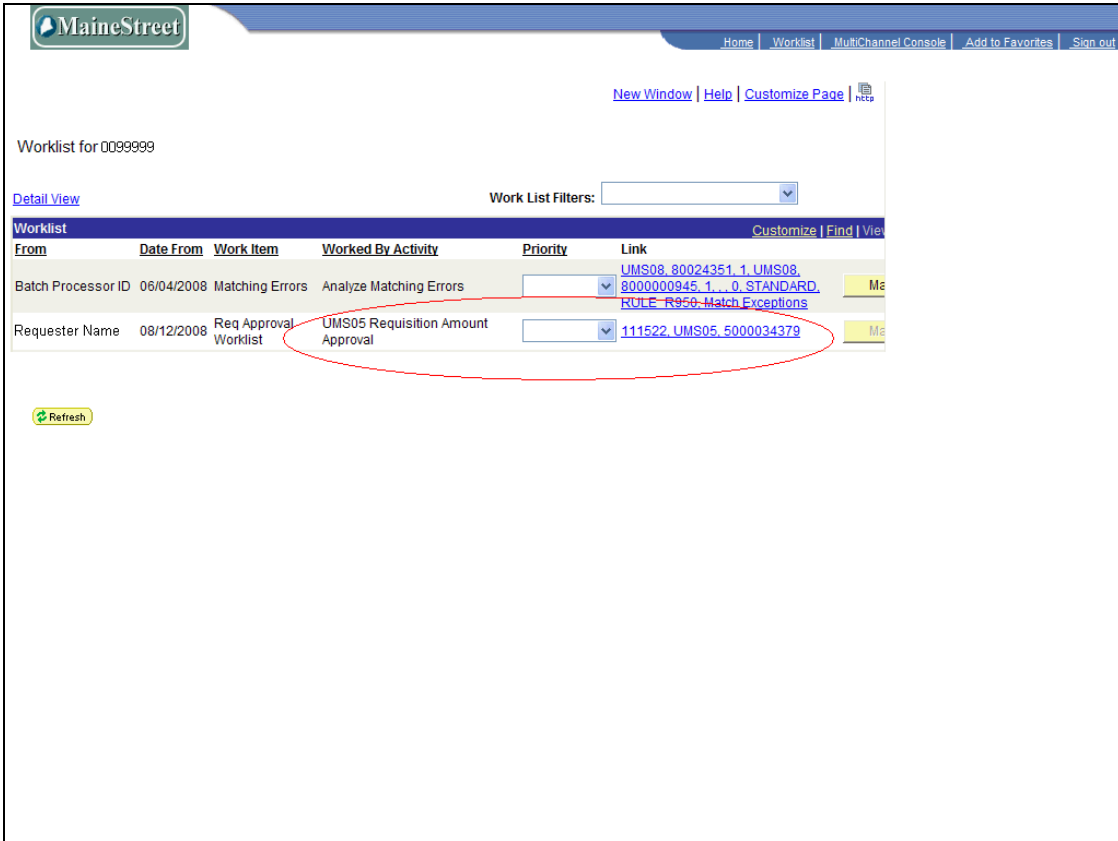 MaineStreet
Home | Worklist | MultiChannel Console | Add to Favorites | Sign out
New Window | Help | Customize Page | http
Worklist for 0099999
Detail View
Work List Filters:
Worklist
Customize | Find | View
From Date From Work Item Worked By Activity Priority Link
Batch Processor ID 06/04/2008 Matching Errors Analyze Matching Errors
UMS08, 80024351, 1, UMS08,
8000000945, 1, , , 0, STANDARD,
RULE_R950, Match Exceptions
Ma
Requester Name 08/12/2008
Req Approval
Worklist
UMS05 Requisition Amount
Approval
111522, UMS05, 5000034379
Ma
Refresh